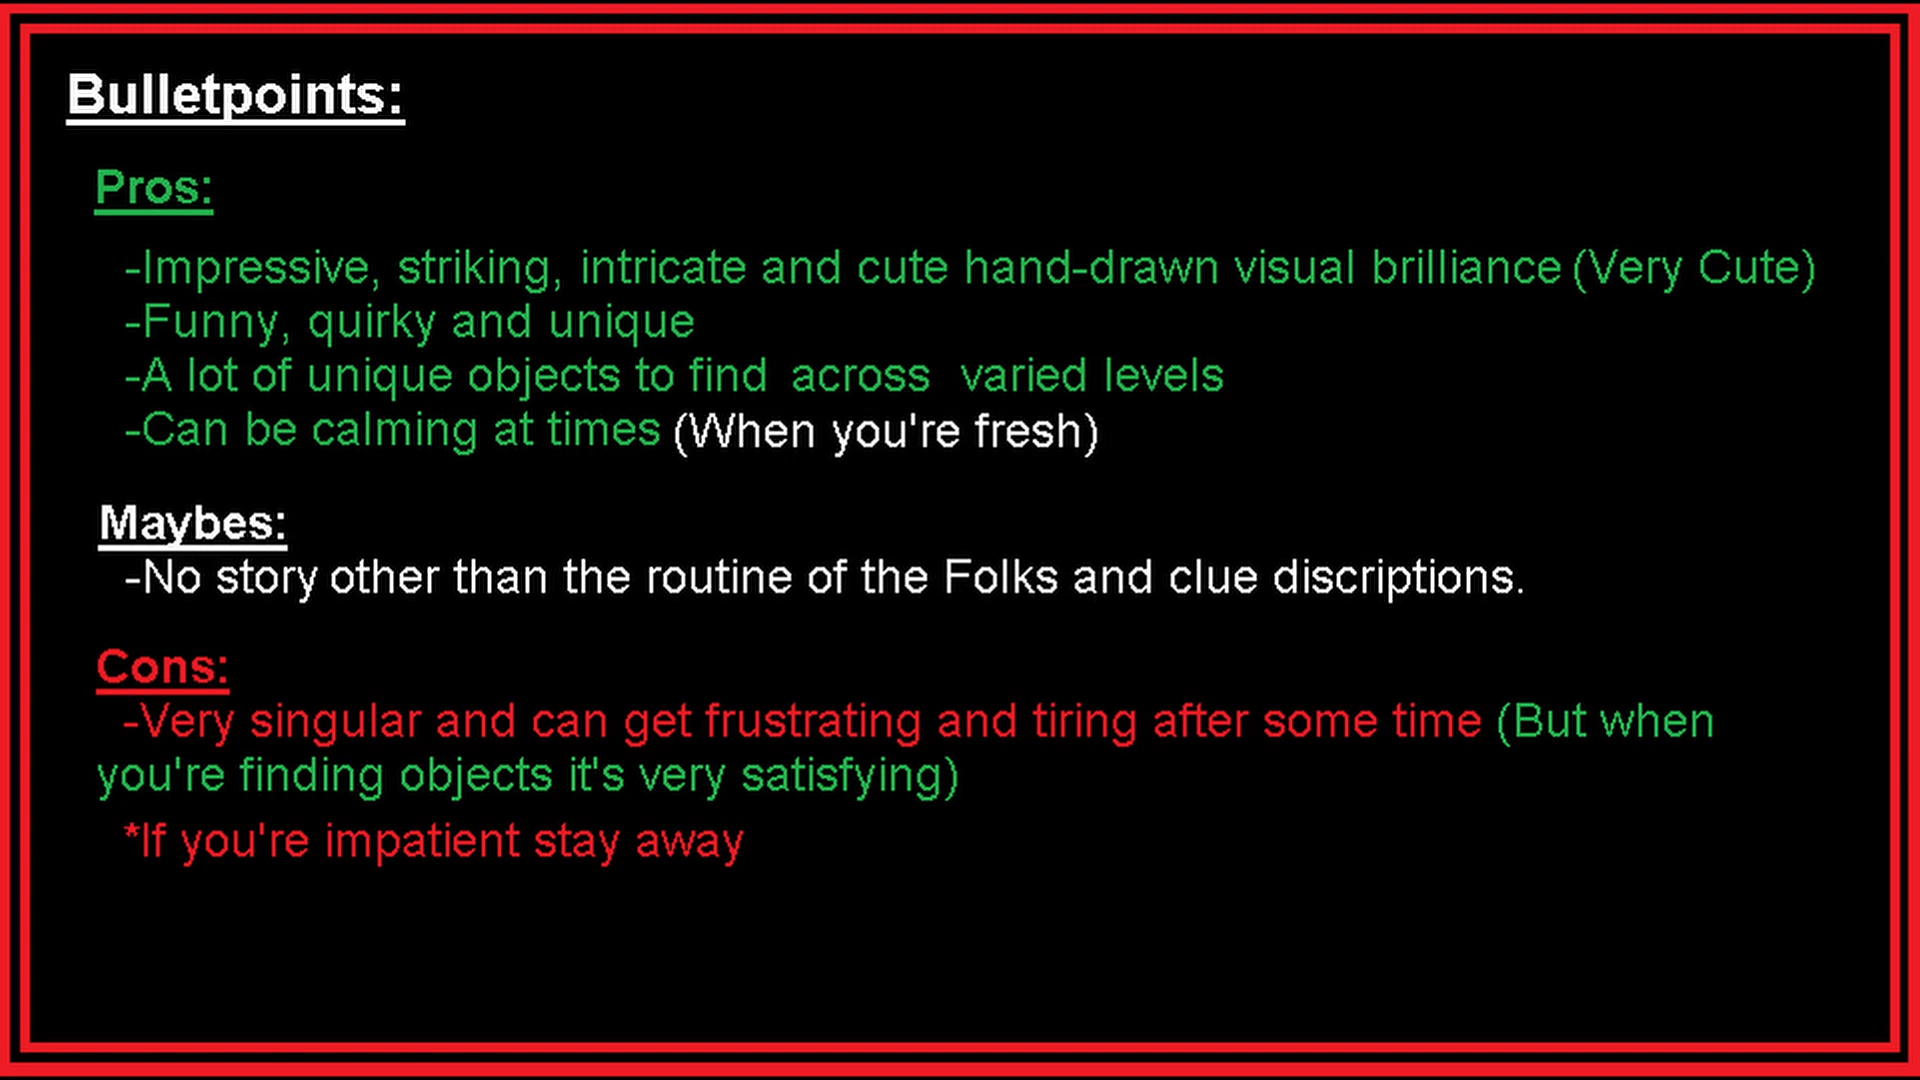 Bulletpoints:
Pros:
-Impressive, striking, intricate and cute hand-drawn visual brilliance (Very Cute)
-Funny, quirky and unique
-A lot of unique objects to find across varied levels
-Can be calming at times (When you're fresh)
Maybes:
-No story other than the routine of the Folks and clue discriptions.
Cons:
-Very singular and can get frustrating and tiring after some time (But when
you're finding objects it's very satisfying)
*If you're impatient stay away